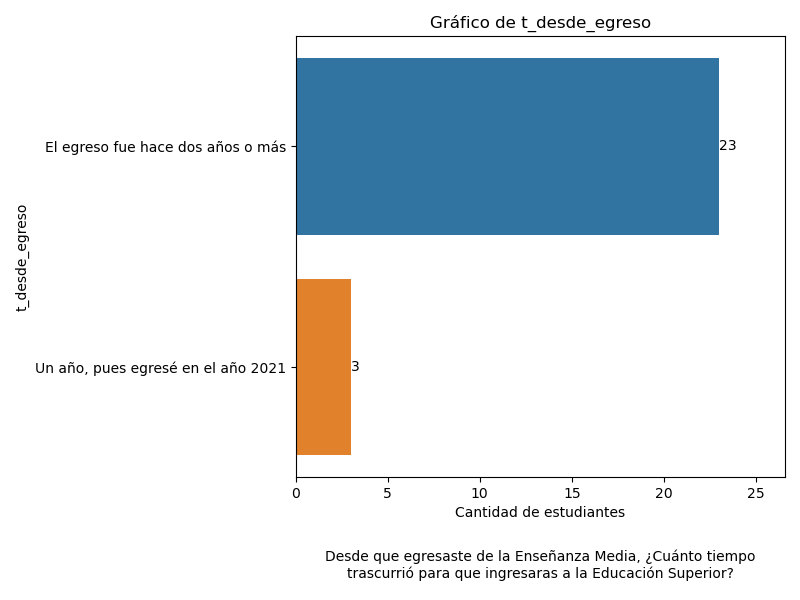 Gráfico de t_desde_egreso
El egreso fue hace dos años o más
23
t_desde_egreso
Un año, pues egresé en el año 2021
3
0 5 10 15 20 25
Cantidad de estudiantes
Desde que egresaste de la Enseñanza Media, ¿Cuánto tiempo
trascurrió para que ingresaras a la Educación Superior?